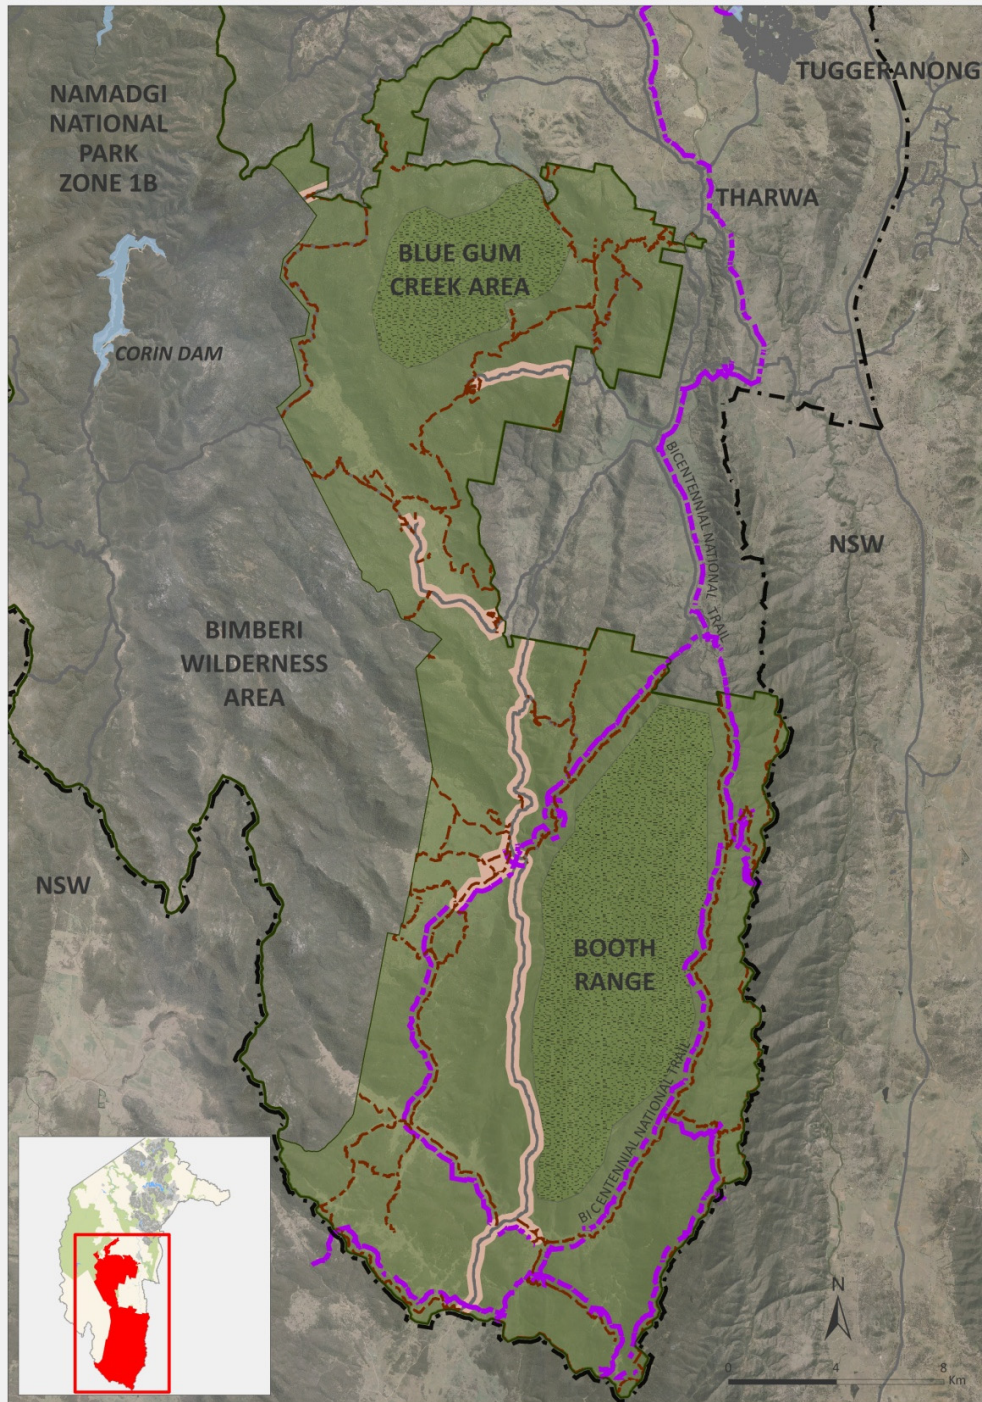 NAMADGI
NATIONAL
PARK
ZONE 1B
TUGGERANONG
THARWA
BLUE GUM
CREEK AREA
CORIN DAM
BICENTENNIAL NATIONAL TRAIL
NSW
BIMBERI
WILDERNESS
AREA
NSW
BOOTH
RANGE
BICENTENNIAL NATIONAL TRAIL
N
0 4 8
Km